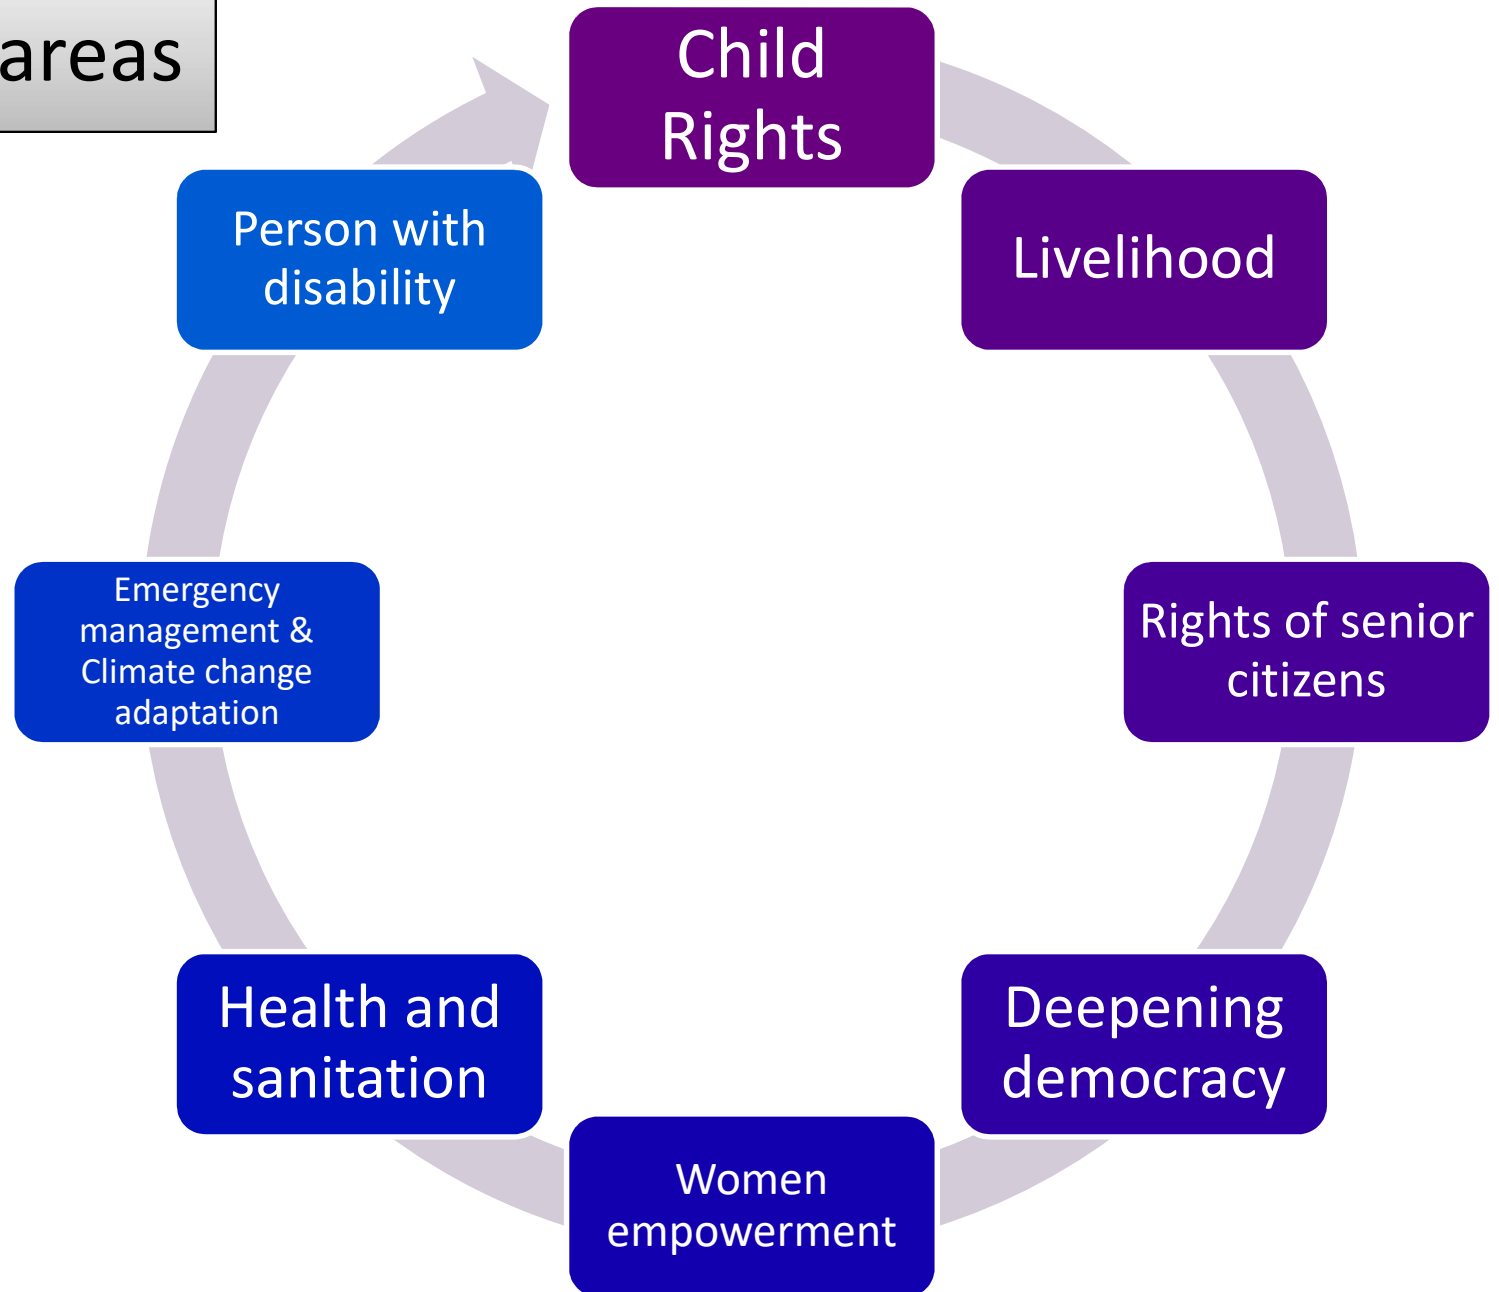 areas
Child
Rights
Livelihood
Rights of senior
citizens
Deepening
democracy
Women
empowerment
Health and
sanitation
Emergency
management &
Climate change
adaptation
Person with
disability